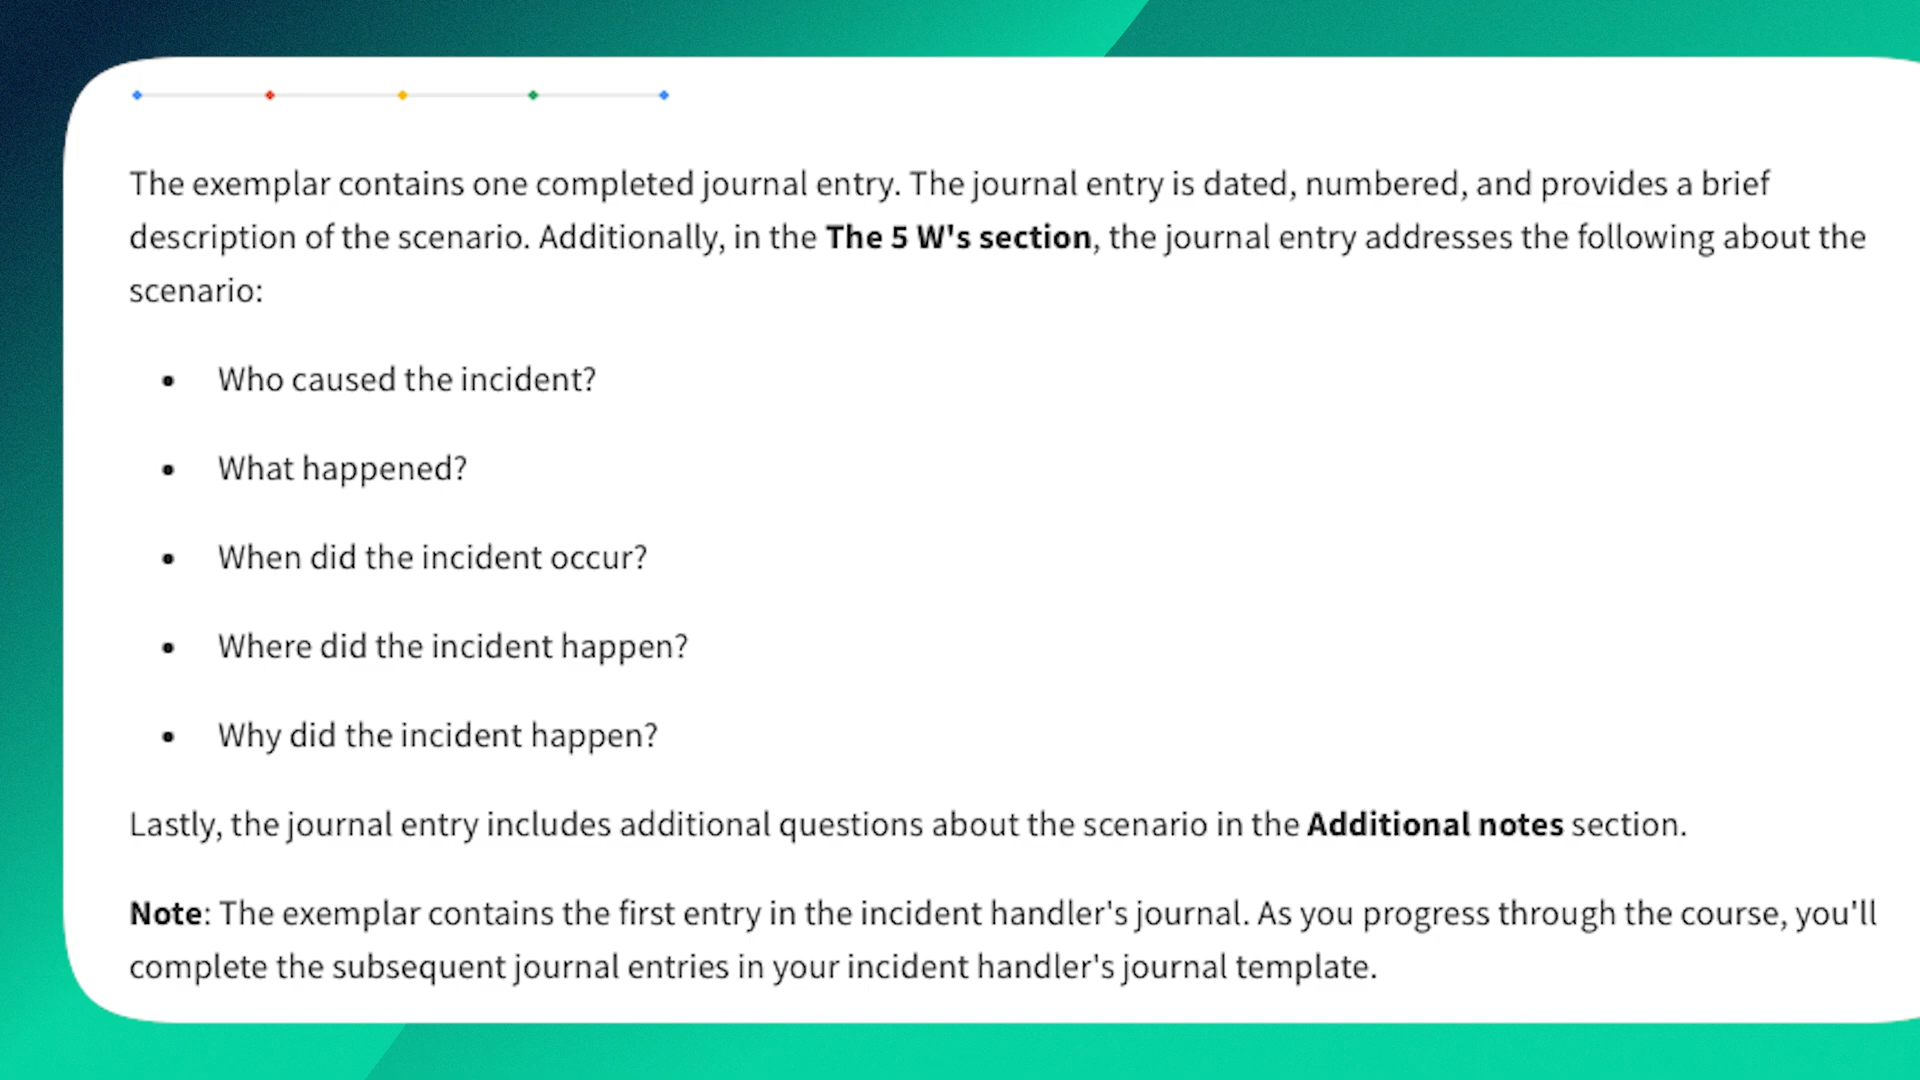 The exemplar contains one completed journal entry. The journal entry is dated, numbered, and provides a brief
description of the scenario. Additionally, in the The 5 W's section, the journal entry addresses the following about the
scenario:
• Who caused the incident?
• What happened?
• When did the incident occur?
• Where did the incident happen?
• Why did the incident happen?
Lastly, the journal entry includes additional questions about the scenario in the Additional notes section.
Note: The exemplar contains the first entry in the incident handler's journal. As you progress through the course, you'll
complete the subsequent journal entries in your incident handler's journal template.